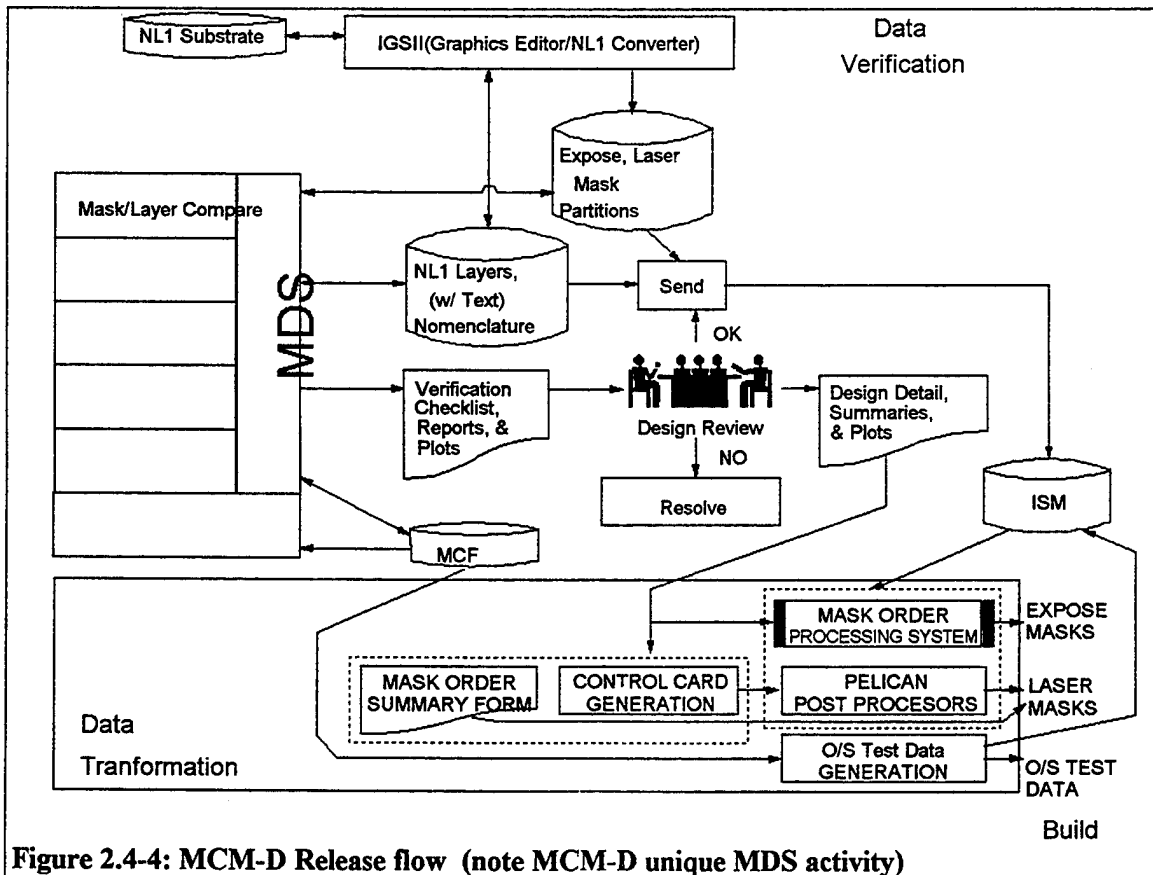 NL1 Substrate
IGSII(Graphics Editor/NL1 Converter)
Data
Verification
Expose, Laser
Mask
Partitions
Mask/Layer Compare
MDS
NL1 Layers,
(w/ Text)
Nomenclature
Send
OK
Verification
Checklist,
Reports, &
Plots
Design Review
Design Detail,
Summaries,
& Plots
NO
Resolve
ISM
MCF
MASK ORDER
PROCESSING SYSTEM
EXPOSE
MASKS
MASK ORDER
SUMMARY FORM
CONTROL CARD
GENERATION
PELICAN
POST PROCESORS
LASER
MASKS
Data
Tranformation
O/S Test Data
GENERATION
O/S TEST
DATA
Build
Figure 2.4-4: MCM-D Release flow (note MCM-D unique MDS activity)